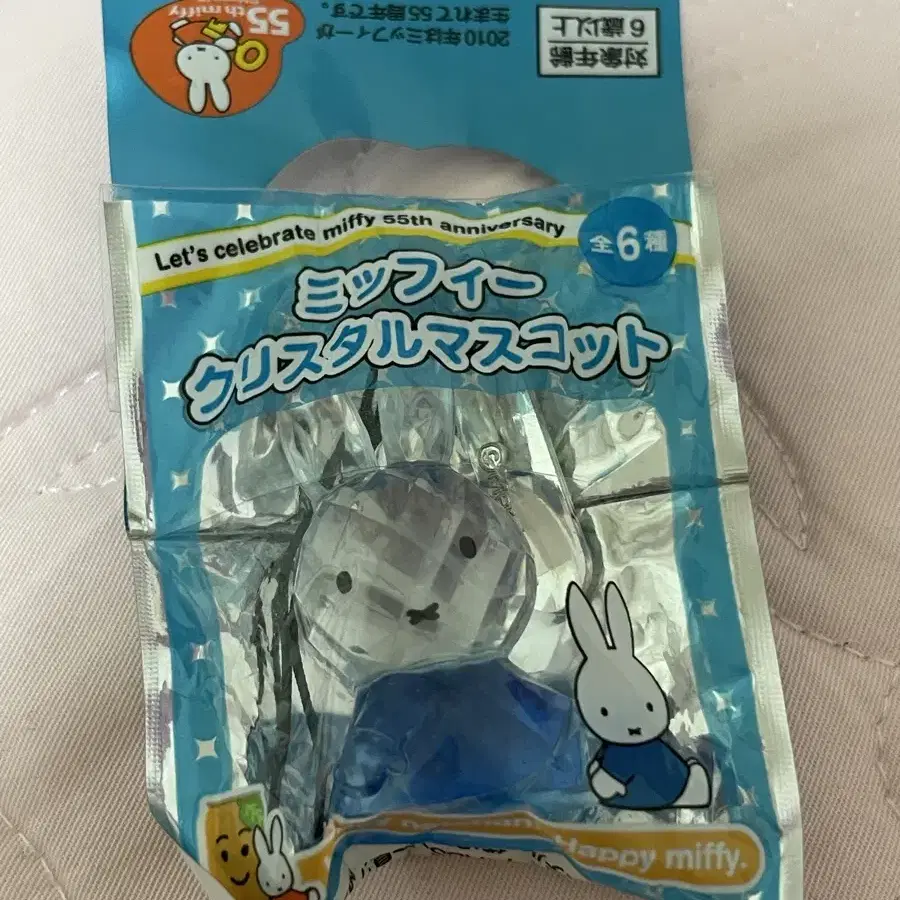 55
th miffy
2010年はミッフィーが
生まれて55周年です。
対象年齢
6歳以上
Let's celebrate miffy 55th anniversary
全6種
ミッフィー
クリスタルマスコット
Happy miffy.